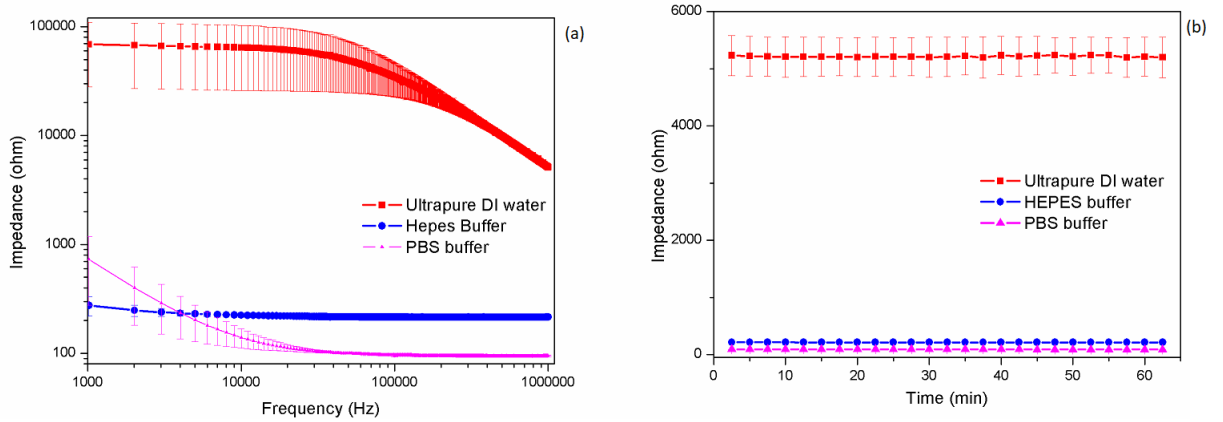 100000
10000
1000
100
Impedance (ohm)
1000
10000
100000
1000000
Frequency (Hz)
(a)
Ultrapure DI water
Hepes Buffer
PBS buffer
6000
4000
2000
0
Impedance (ohm)
0
10
20
30
40
50
60
Time (min)
(b)
Ultrapure DI water
HEPES buffer
PBS buffer